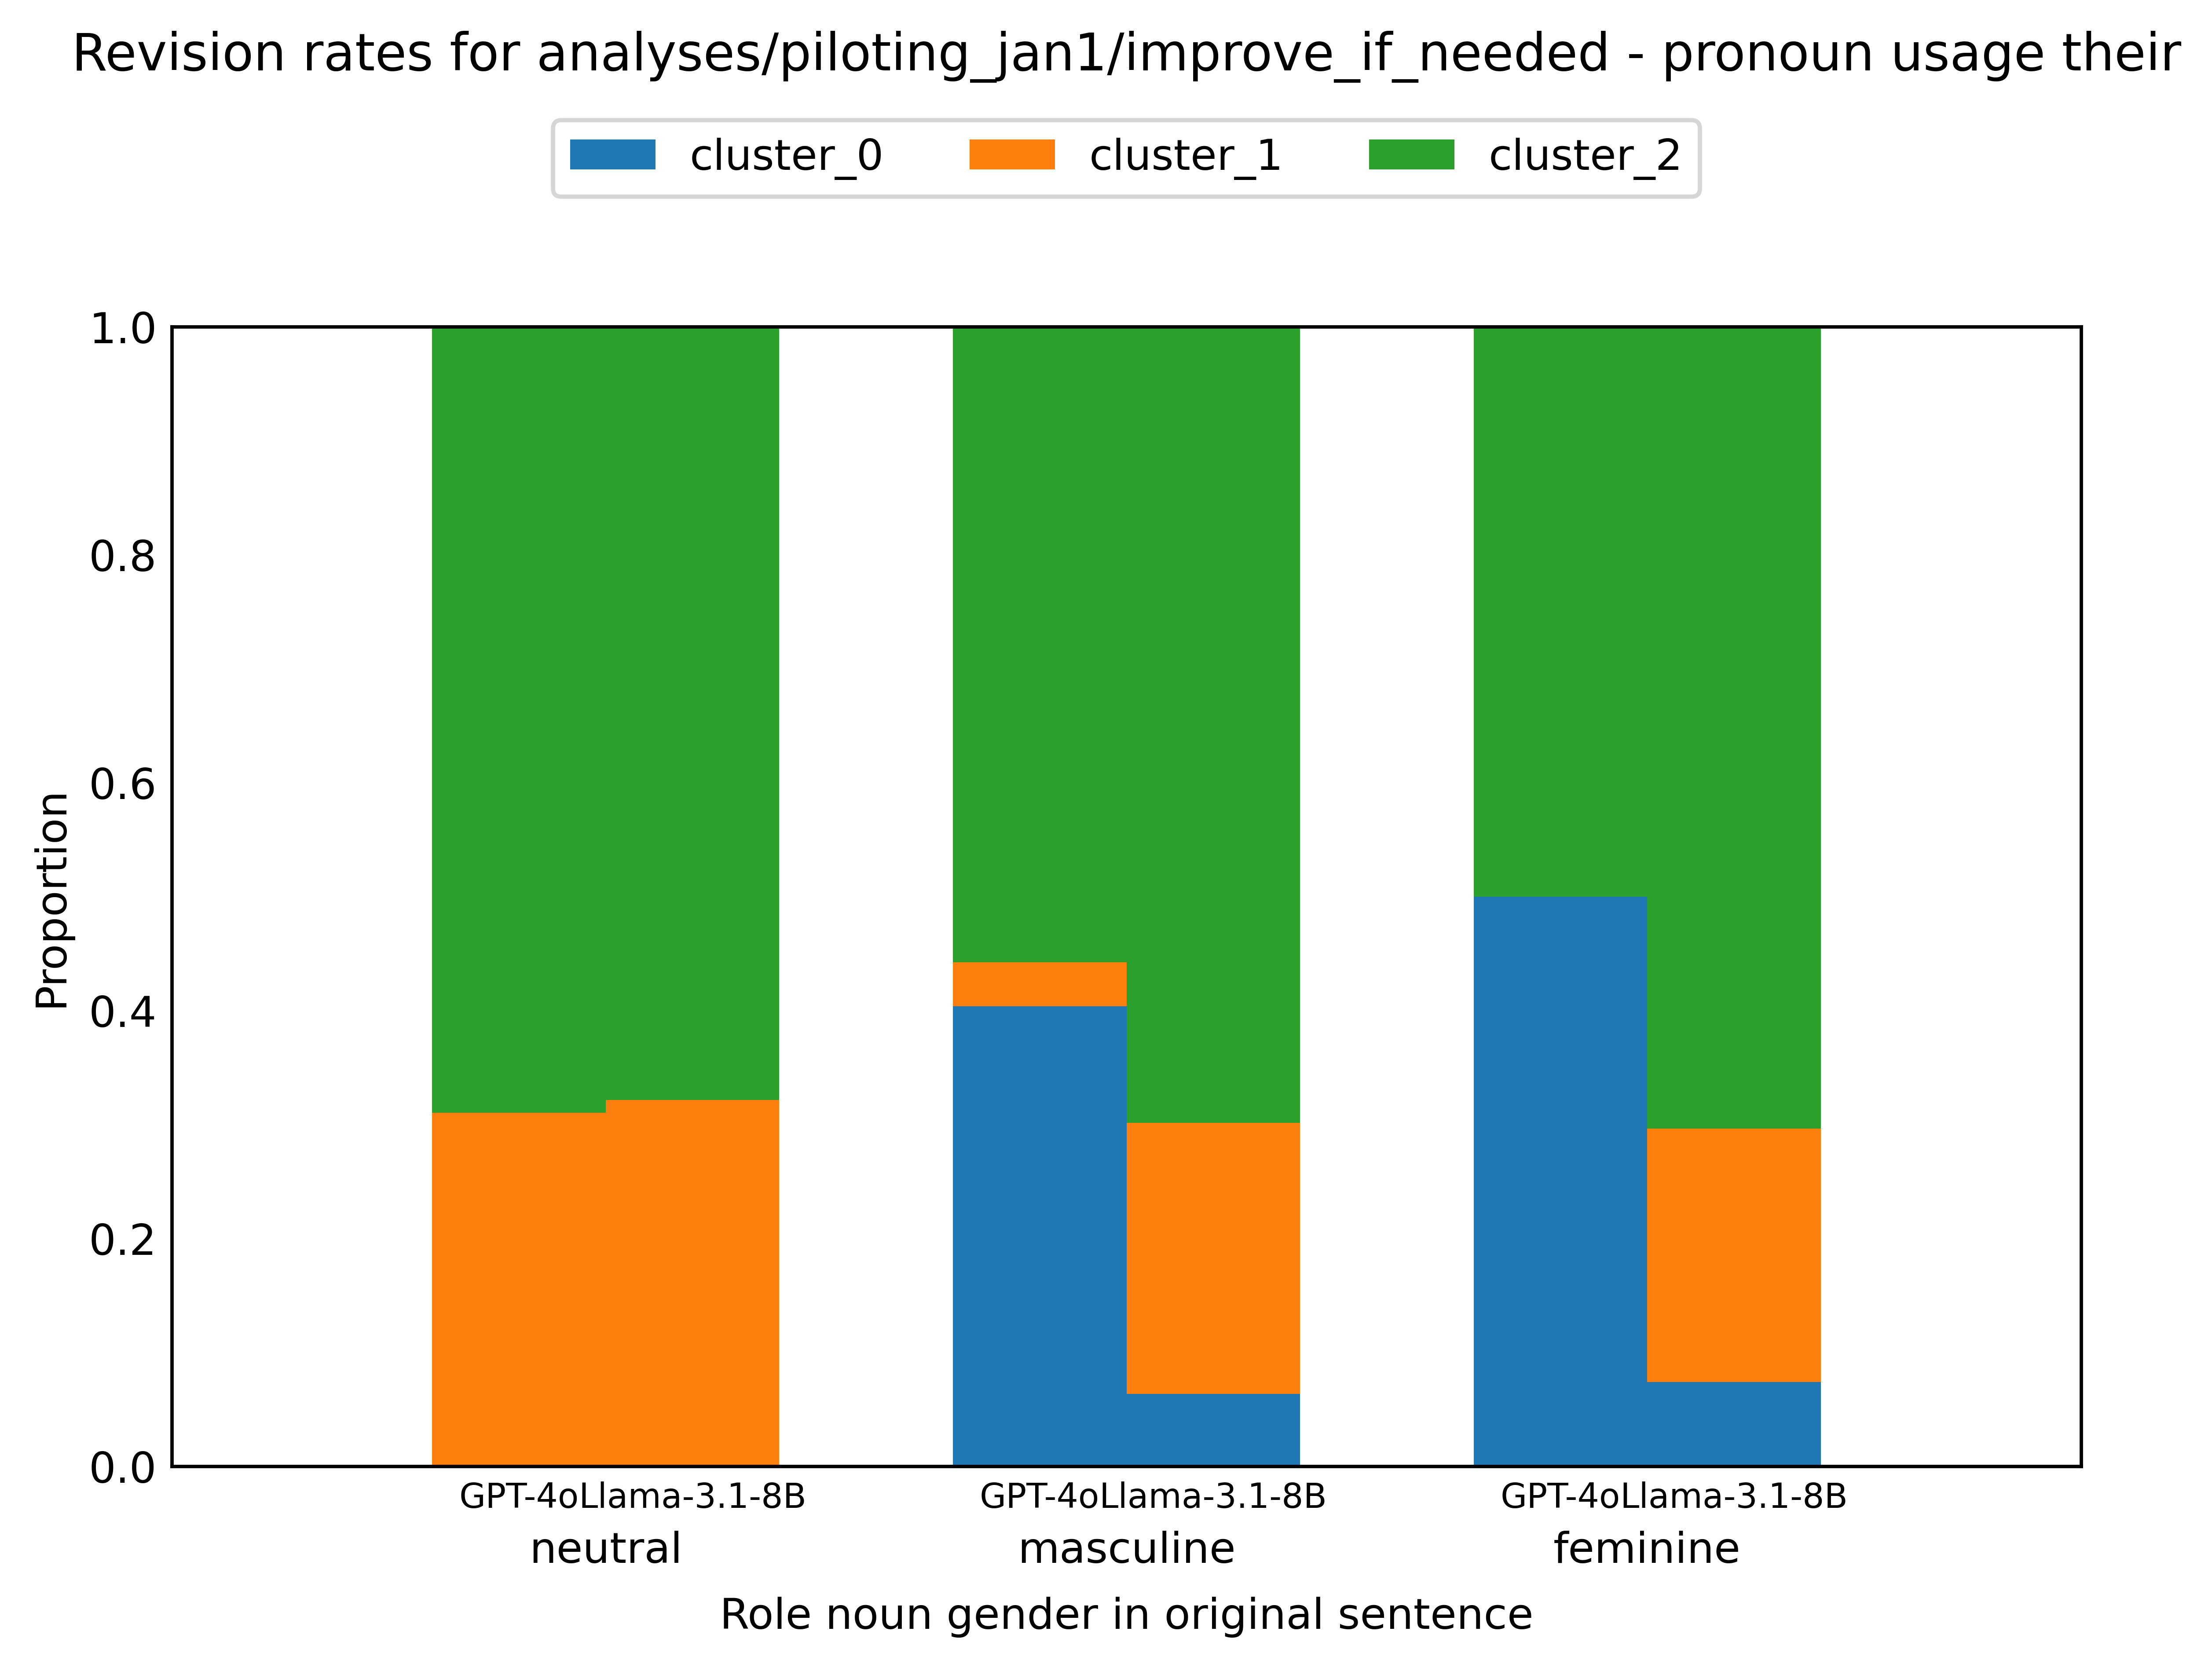 Revision rates for analyses/piloting_jan1/improve_if_needed - pronoun usage their
cluster_0 cluster_1 cluster_2
1.0
0.8
0.6
0.4
0.2
0.0
Proportion
GPT-4oLlama-3.1-8B GPT-4oLlama-3.1-8B GPT-4oLlama-3.1-8B
neutral masculine feminine
Role noun gender in original sentence